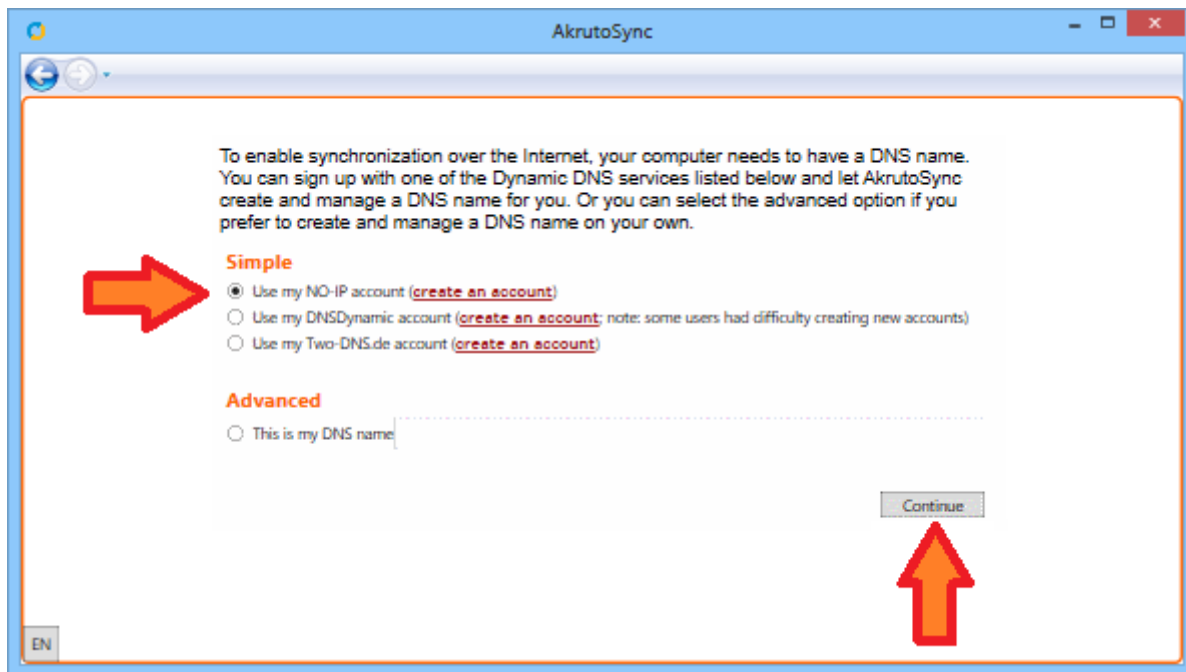 AkrutoSync
To enable synchronization over the Internet, your computer needs to have a DNS name.
You can sign up with one of the Dynamic DNS services listed below and let AkrutoSync
create and manage a DNS name for you. Or you can select the advanced option if you
prefer to create and manage a DNS name on your own.
Simple
Use my NO-IP account (create an account)
Use my DNSDynamic account (create an account; note: some users had difficulty creating new accounts)
Use my Two-DNS.de account (create an account)
Advanced
This is my DNS name
Continue
EN